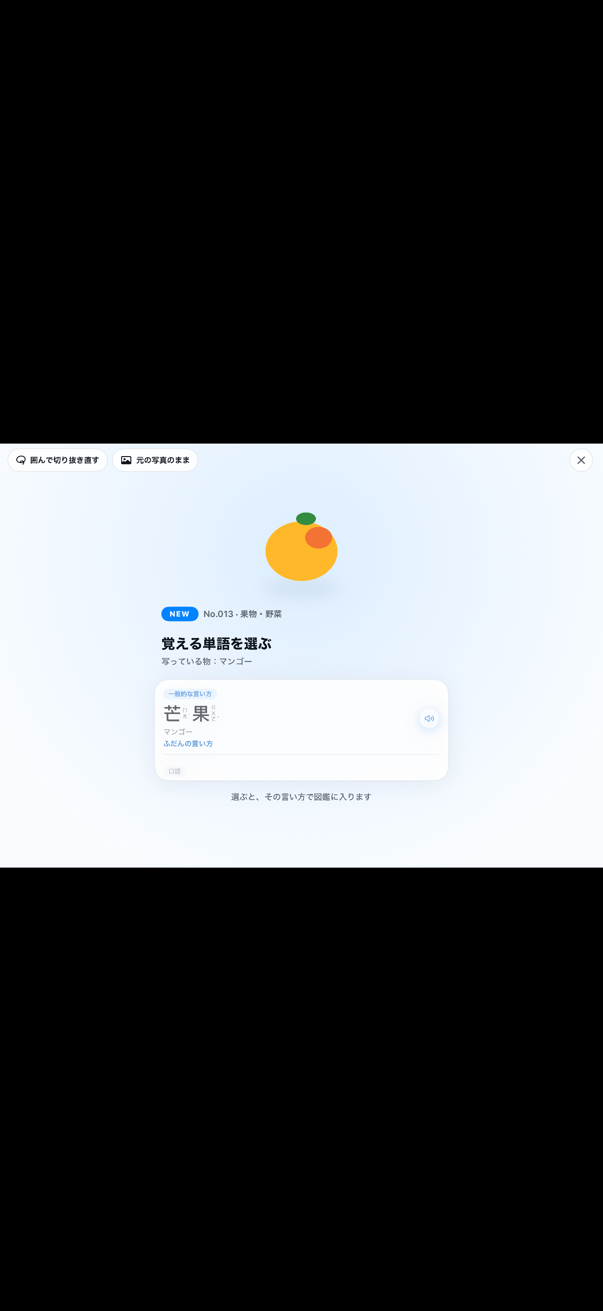 囲んで切り抜き直す 元の写真のまま
NEW No.013・果物・野菜
覚える単語を選ぶ
写っている物：マンゴー
一般的な言い方
芒果
マンゴー
ふだんの言い方
口語
選ぶと、その言い方で図鑑に入ります